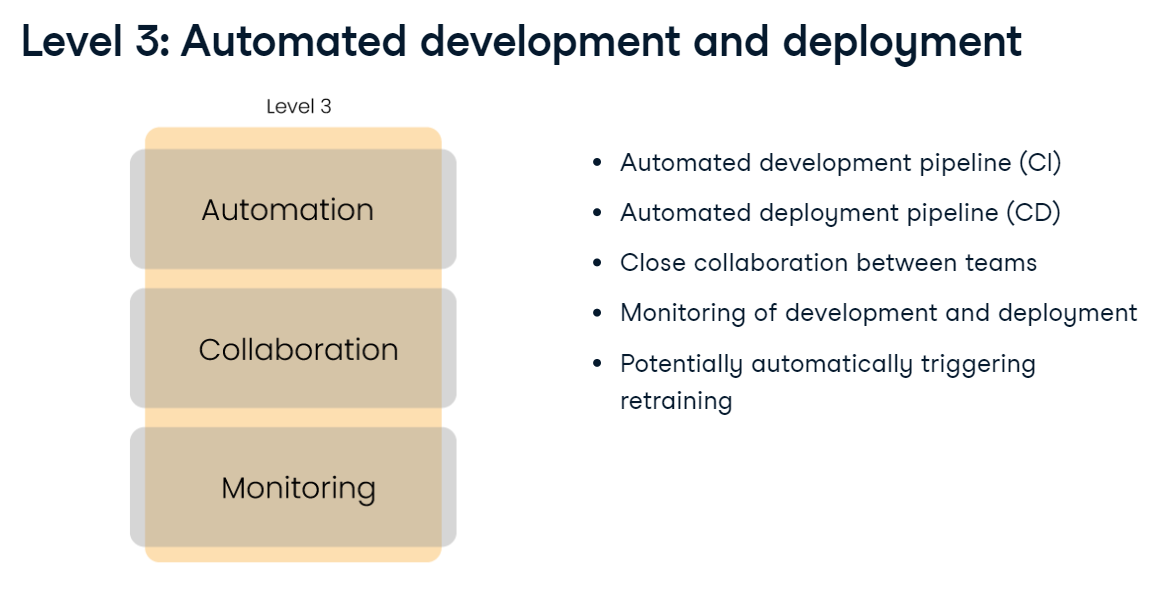 Level 3: Automated development and deployment
Level 3
Automation
Collaboration
Monitoring
• Automated development pipeline (CI)
• Automated deployment pipeline (CD)
• Close collaboration between teams
• Monitoring of development and deployment
• Potentially automatically triggering
retraining